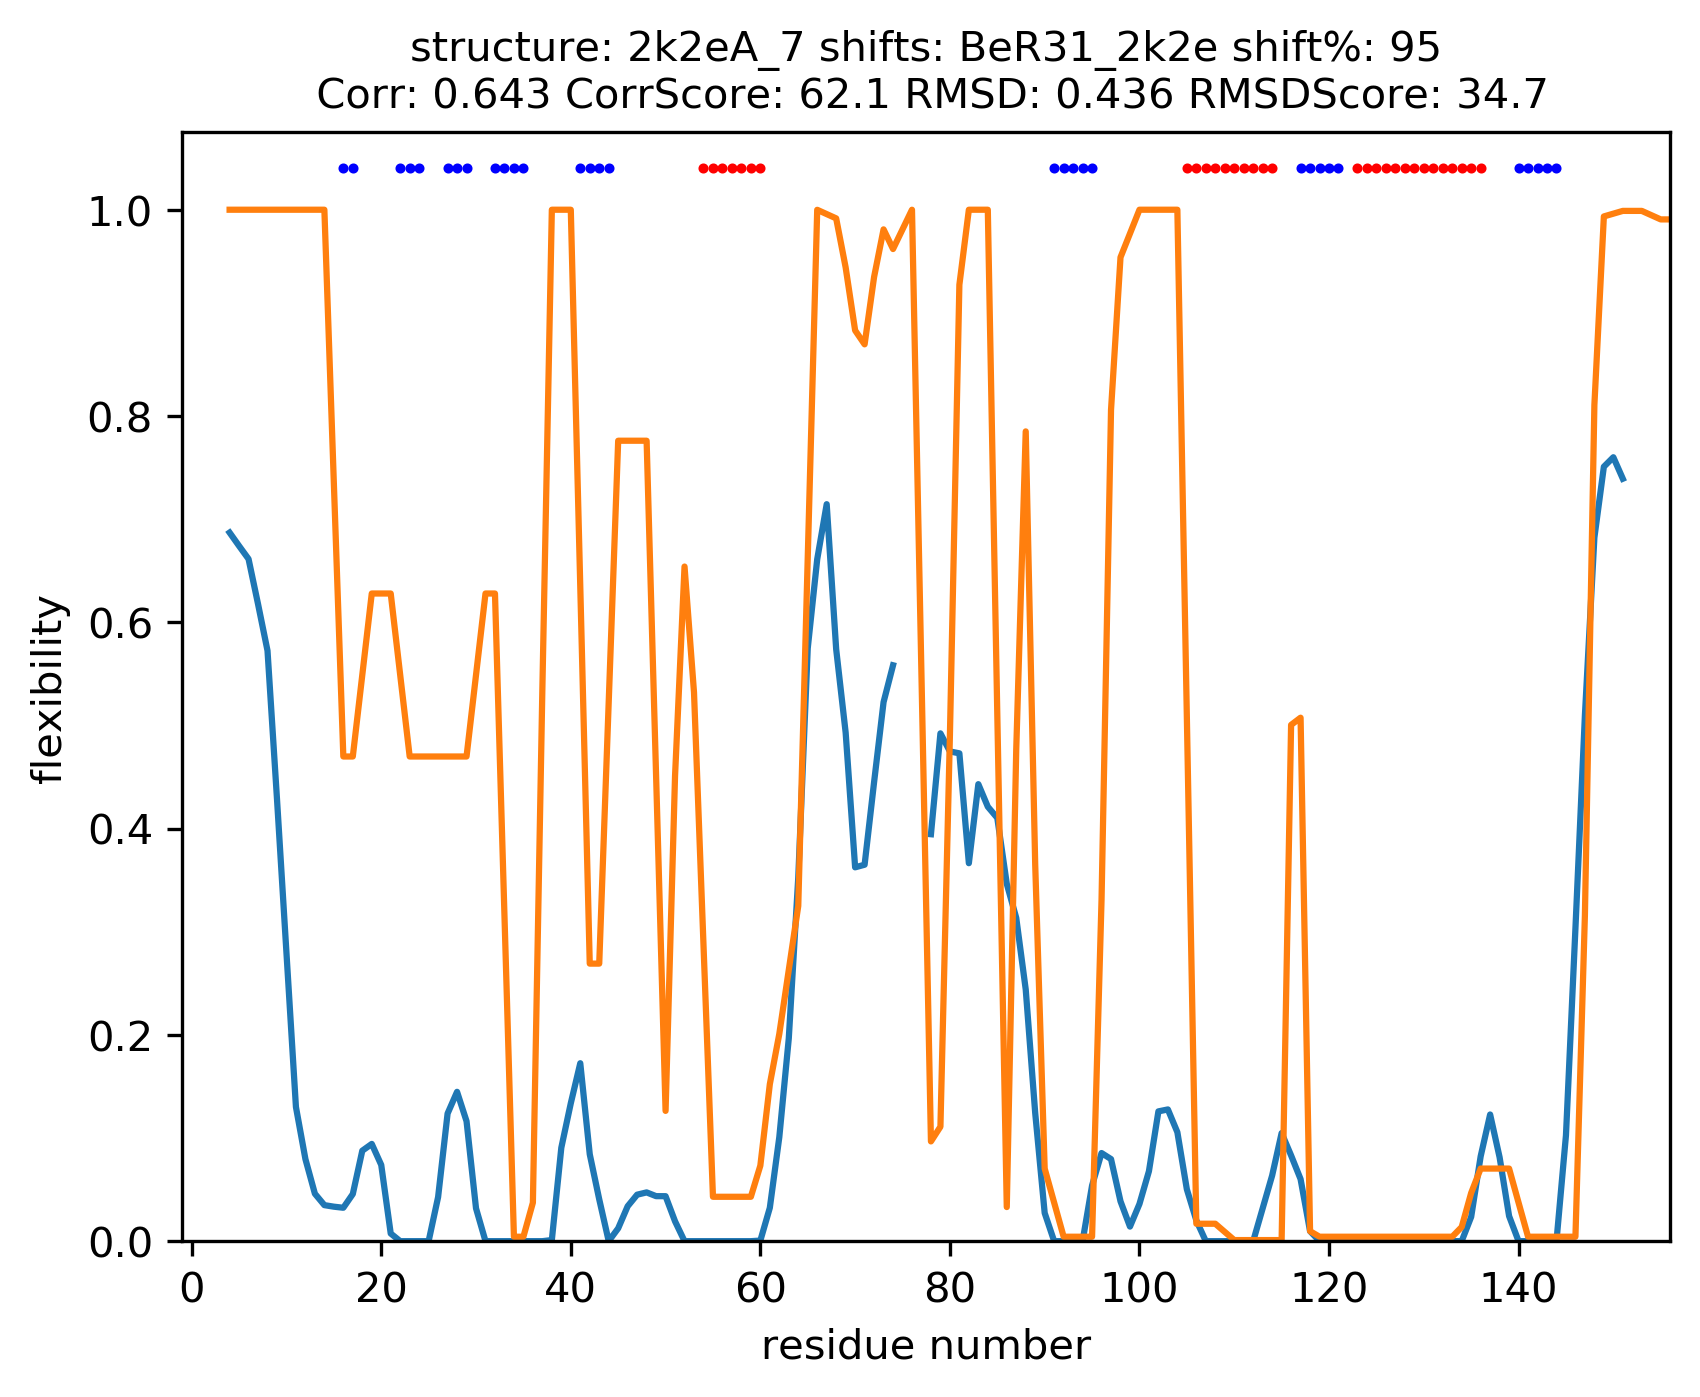 structure: 2k2eA_7 shifts: BeR31_2k2e shift%: 95
Corr: 0.643 CorrScore: 62.1 RMSD: 0.436 RMSDScore: 34.7
1.0
0.8
0.6
0.4
0.2
0.0
flexibility
0 20 40 60 80 100 120 140
residue number